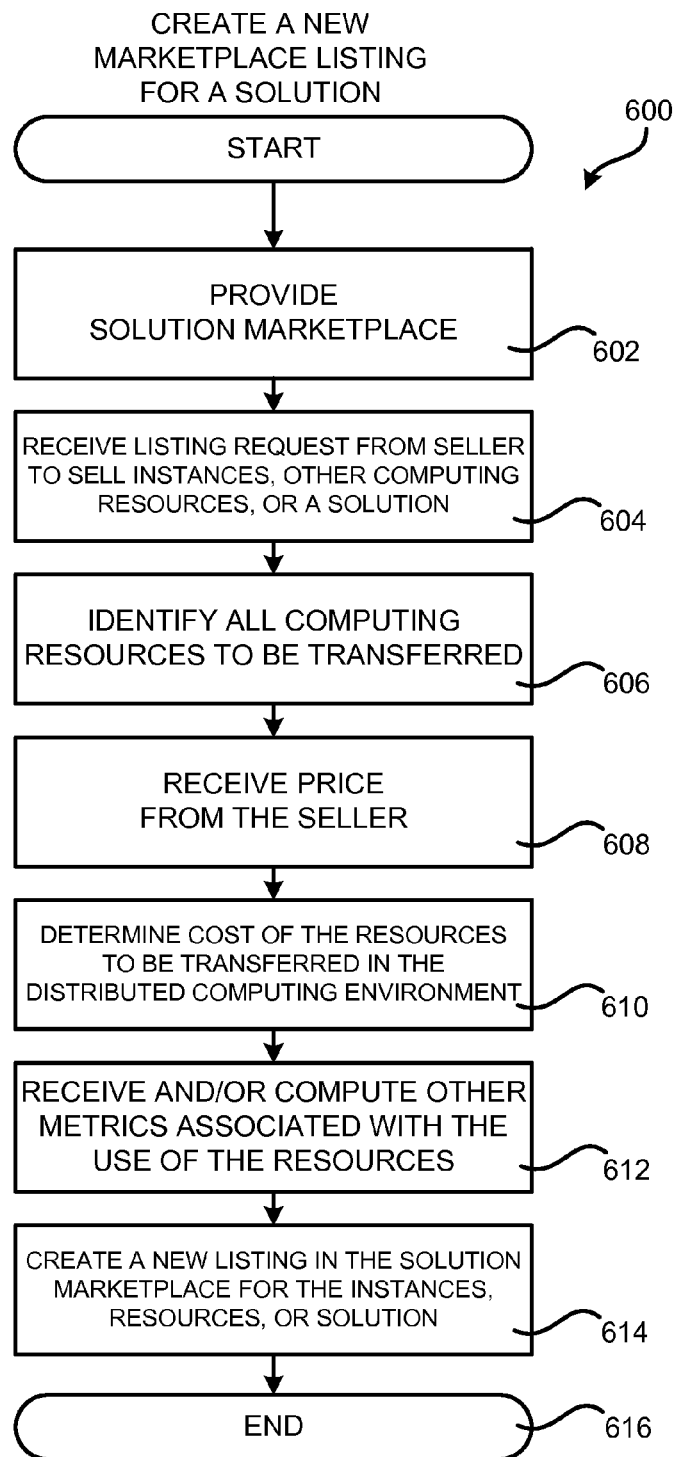 CREATE A NEW
MARKETPLACE LISTING
FOR A SOLUTION
START
600
PROVIDE
SOLUTION MARKETPLACE
602
RECEIVE LISTING REQUEST FROM SELLER
TO SELL INSTANCES, OTHER COMPUTING
RESOURCES, OR A SOLUTION
604
IDENTIFY ALL COMPUTING
RESOURCES TO BE TRANSFERRED
606
RECEIVE PRICE
FROM THE SELLER
608
DETERMINE COST OF THE RESOURCES
TO BE TRANSFERRED IN THE
DISTRIBUTED COMPUTING ENVIRONMENT
610
RECEIVE AND/OR COMPUTE OTHER
METRICS ASSOCIATED WITH THE
USE OF THE RESOURCES
612
CREATE A NEW LISTING IN THE SOLUTION
MARKETPLACE FOR THE INSTANCES,
RESOURCES, OR SOLUTION
614
END
616